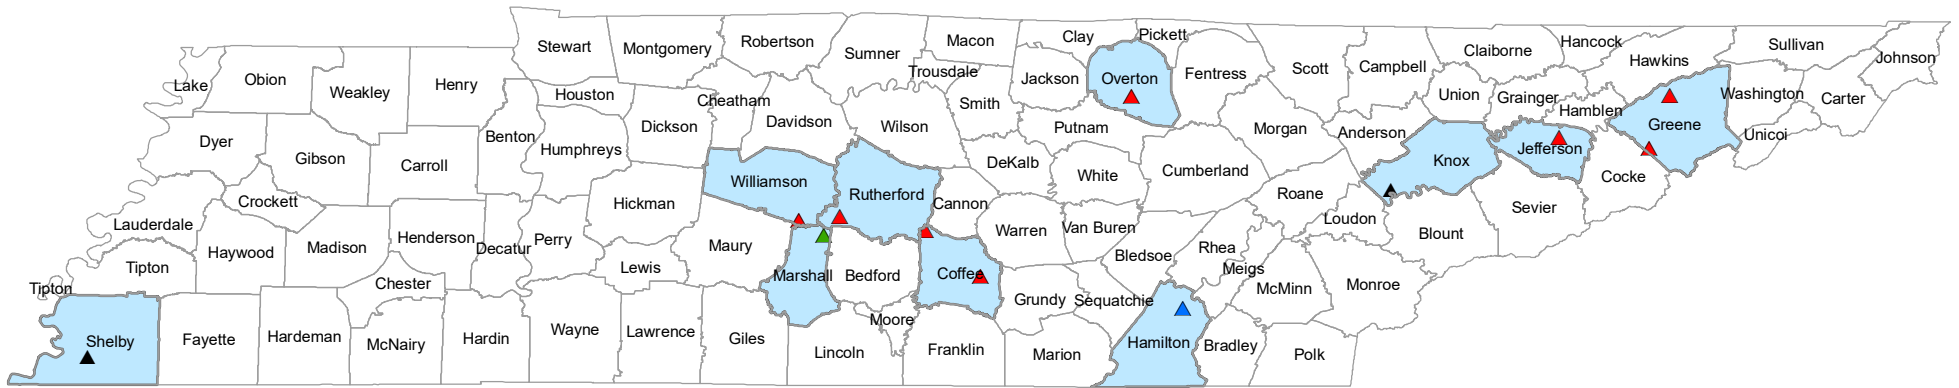 Stewart
Montgomery
Robertson
Sumner
Macon
Clay
Pickett
Claiborne
Hancock
Sullivan
Johnson
Lake
Obion
Weakley
Henry
Houston
Cheatham
Trousdale
Jackson
Overton
Fentress
Scott
Campbell
Hawkins
Union
Grainger
Hamblen
Washington
Carter
Smith
Dickson
Davidson
Wilson
Putnam
Morgan
Anderson
Greene
Unicoi
Dyer
Gibson
Carroll
Benton
Humphreys
DeKalb
White
Cumberland
Knox
Jefferson
Cocke
Crockett
Williamson
Rutherford
Cannon
Roane
Loudon
Sevier
Lauderdale
Haywood
Madison
Henderson
Decatur
Perry
Hickman
Maury
Warren
Van Buren
Bledsoe
Rhea
Meigs
Blount
Tipton
Tipton
Chester
Lewis
Marshall
Bedford
Coffee
Grundy
Sequatchie
McMinn
Monroe
Shelby
Fayette
Hardeman
McNairy
Hardin
Wayne
Lawrence
Giles
Moore
Lincoln
Franklin
Marion
Hamilton
Bradley
Polk